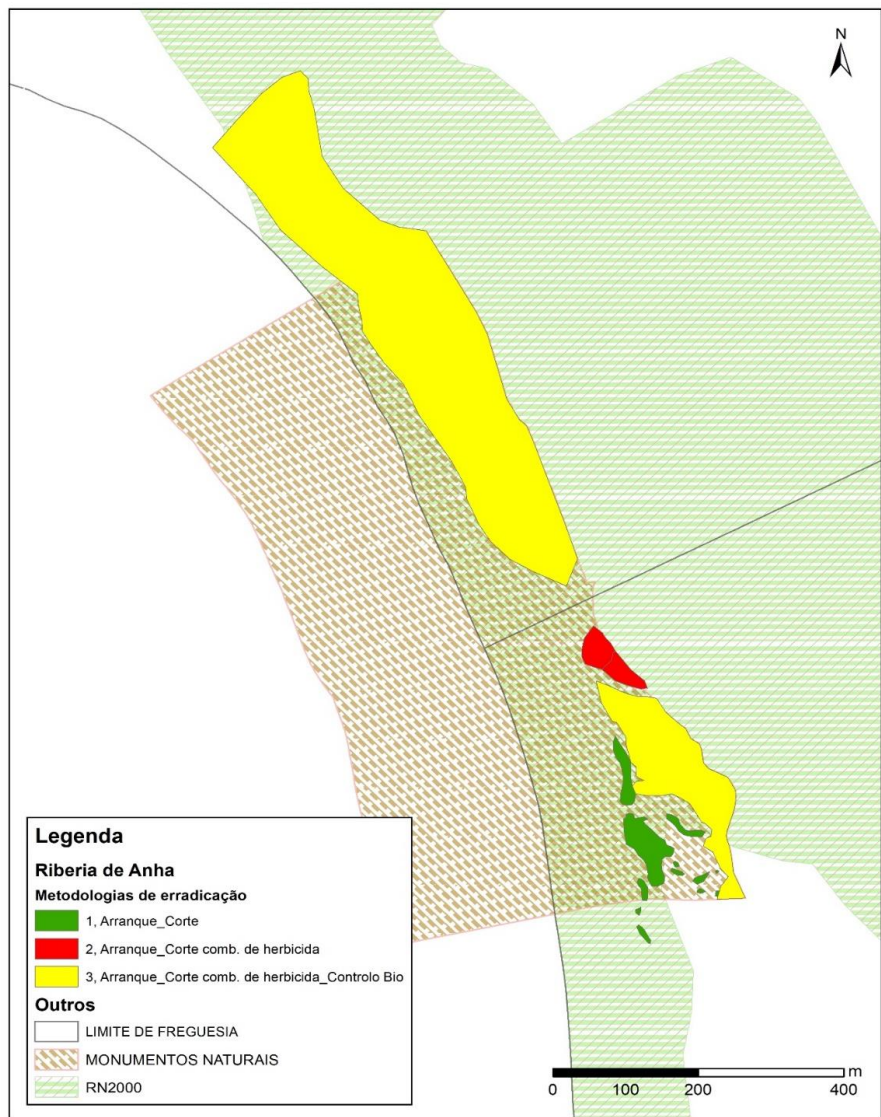 N
Legenda
Riberia de Anha
Metodologias de erradicação
1, Arranque_Corte
2, Arranque_Corte comb. de herbicida
3, Arranque_Corte comb. de herbicida_Controlo Bio
Outros
LIMITE DE FREGUESIA
MONUMENTOS NATURAIS
RN2000
m
0 100 200 400